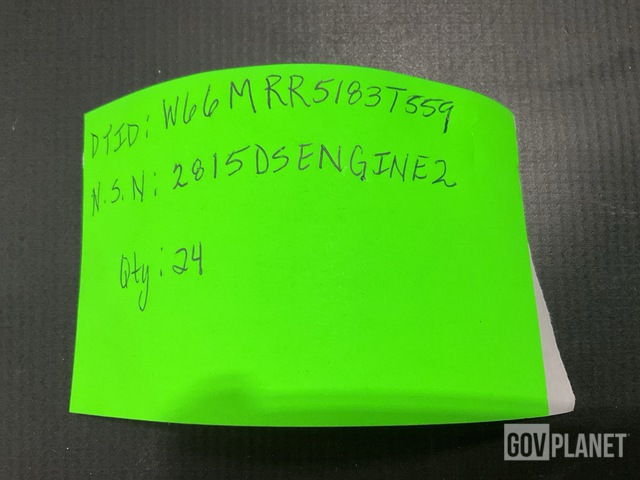 DTID: W66MRR5183T559
N.S.N: 2815DSENGINE2
Qty: 24
GOVPLANET